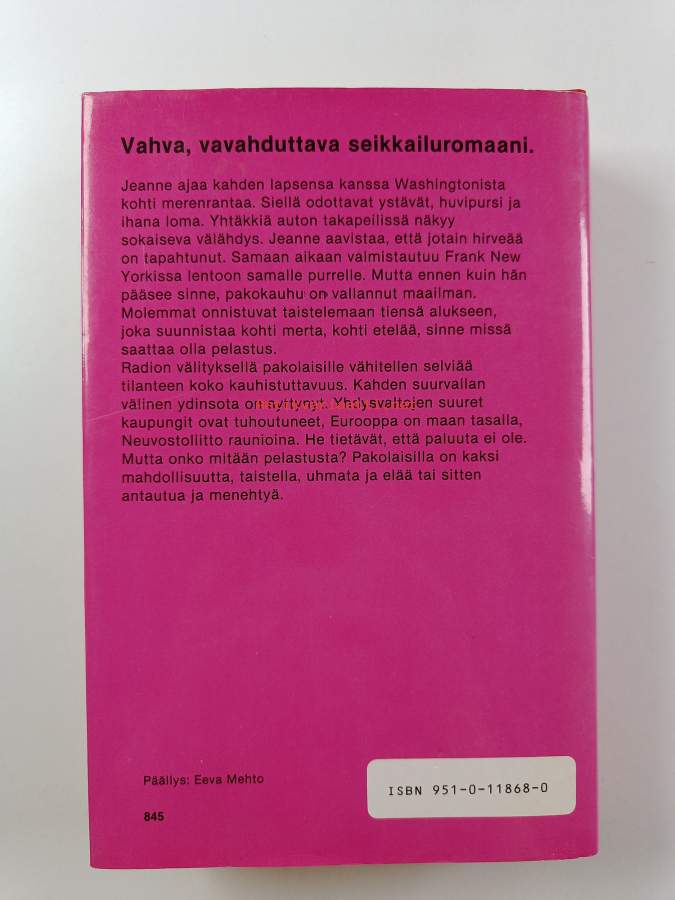 Vahva, vavahduttava seikkailuromaani.
Jeanne ajaa kahden lapsensa kanssa Washingtonista
kohti merenrantaa. Siellä odottavat ystävät, huvipursi ja
ihana loma. Yhtäkkiä auton takapeilissä näkyy
sokaiseva välähdys. Jeanne aavistaa, että jotain hirveää
on tapahtunut. Samaan aikaan valmistautuu Frank New
Yorkissa lentoon samalle purrelle. Mutta ennen kuin hän
pääsee sinne, pakokauhu on vallannut maailman.
Molemmat onnistuvat taistelemaan tiensä alukseen,
joka suunnistaa kohti merta, kohti etelää, sinne missä
saattaa olla pelastus.
Radion välityksellä pakolaisille vähitellen selviää
tilanteen koko kauhistuttavuus. Kahden suurvallan
välinen ydinsota on syttynyt. Yhdysvaltojen suuret
kaupungit ovat tuhoutuneet, Eurooppa on maan tasalla,
Neuvostoliitto raunioina. He tietävät, että paluuta ei ole.
Mutta onko mitään pelastusta? Pakolaisilla on kaksi
mahdollisuutta, taistella, uhmata ja elää tai sitten
antautua ja menehtyä.
Päällys: Eeva Mehto
ISBN 951-0-11868-0
845